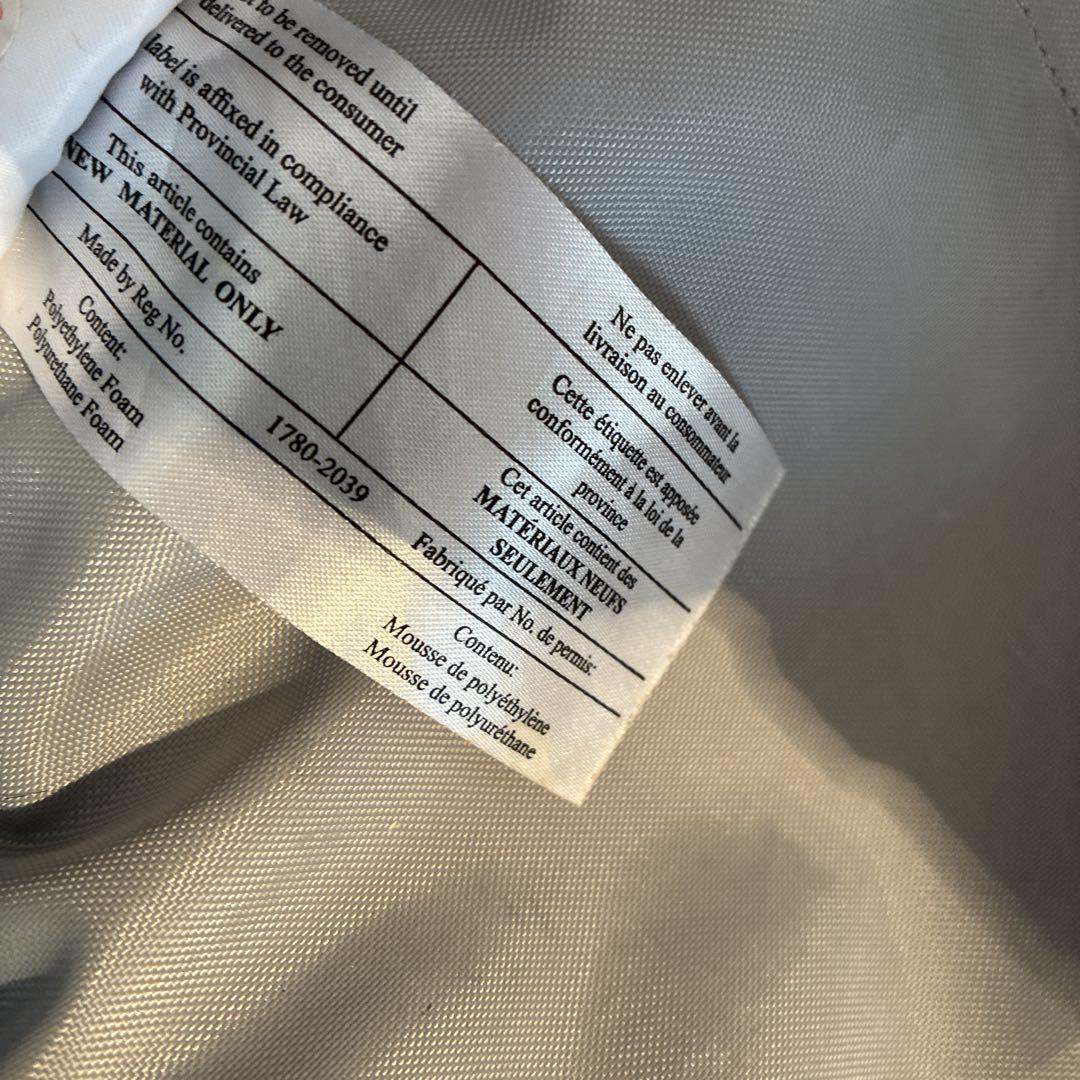 to be removed until
delivered to the consumer
label is affixed in compliance
with Provincial Law
This article contains
NEW MATERIAL ONLY
Made by Reg No.
1780-2039
Content:
Polyethylene Foam
Polyurethane Foam
Ne pas enlever avant la
livraison au consommateur
Cette étiquette est apposée
conformément à la loi de la
province
Cet article contient des
MATÉRIAUX NEUFS
SEULEMENT
Fabriqué par No. de permis:
Contenu:
Mousse de polyéthylène
Mousse de polyuréthane